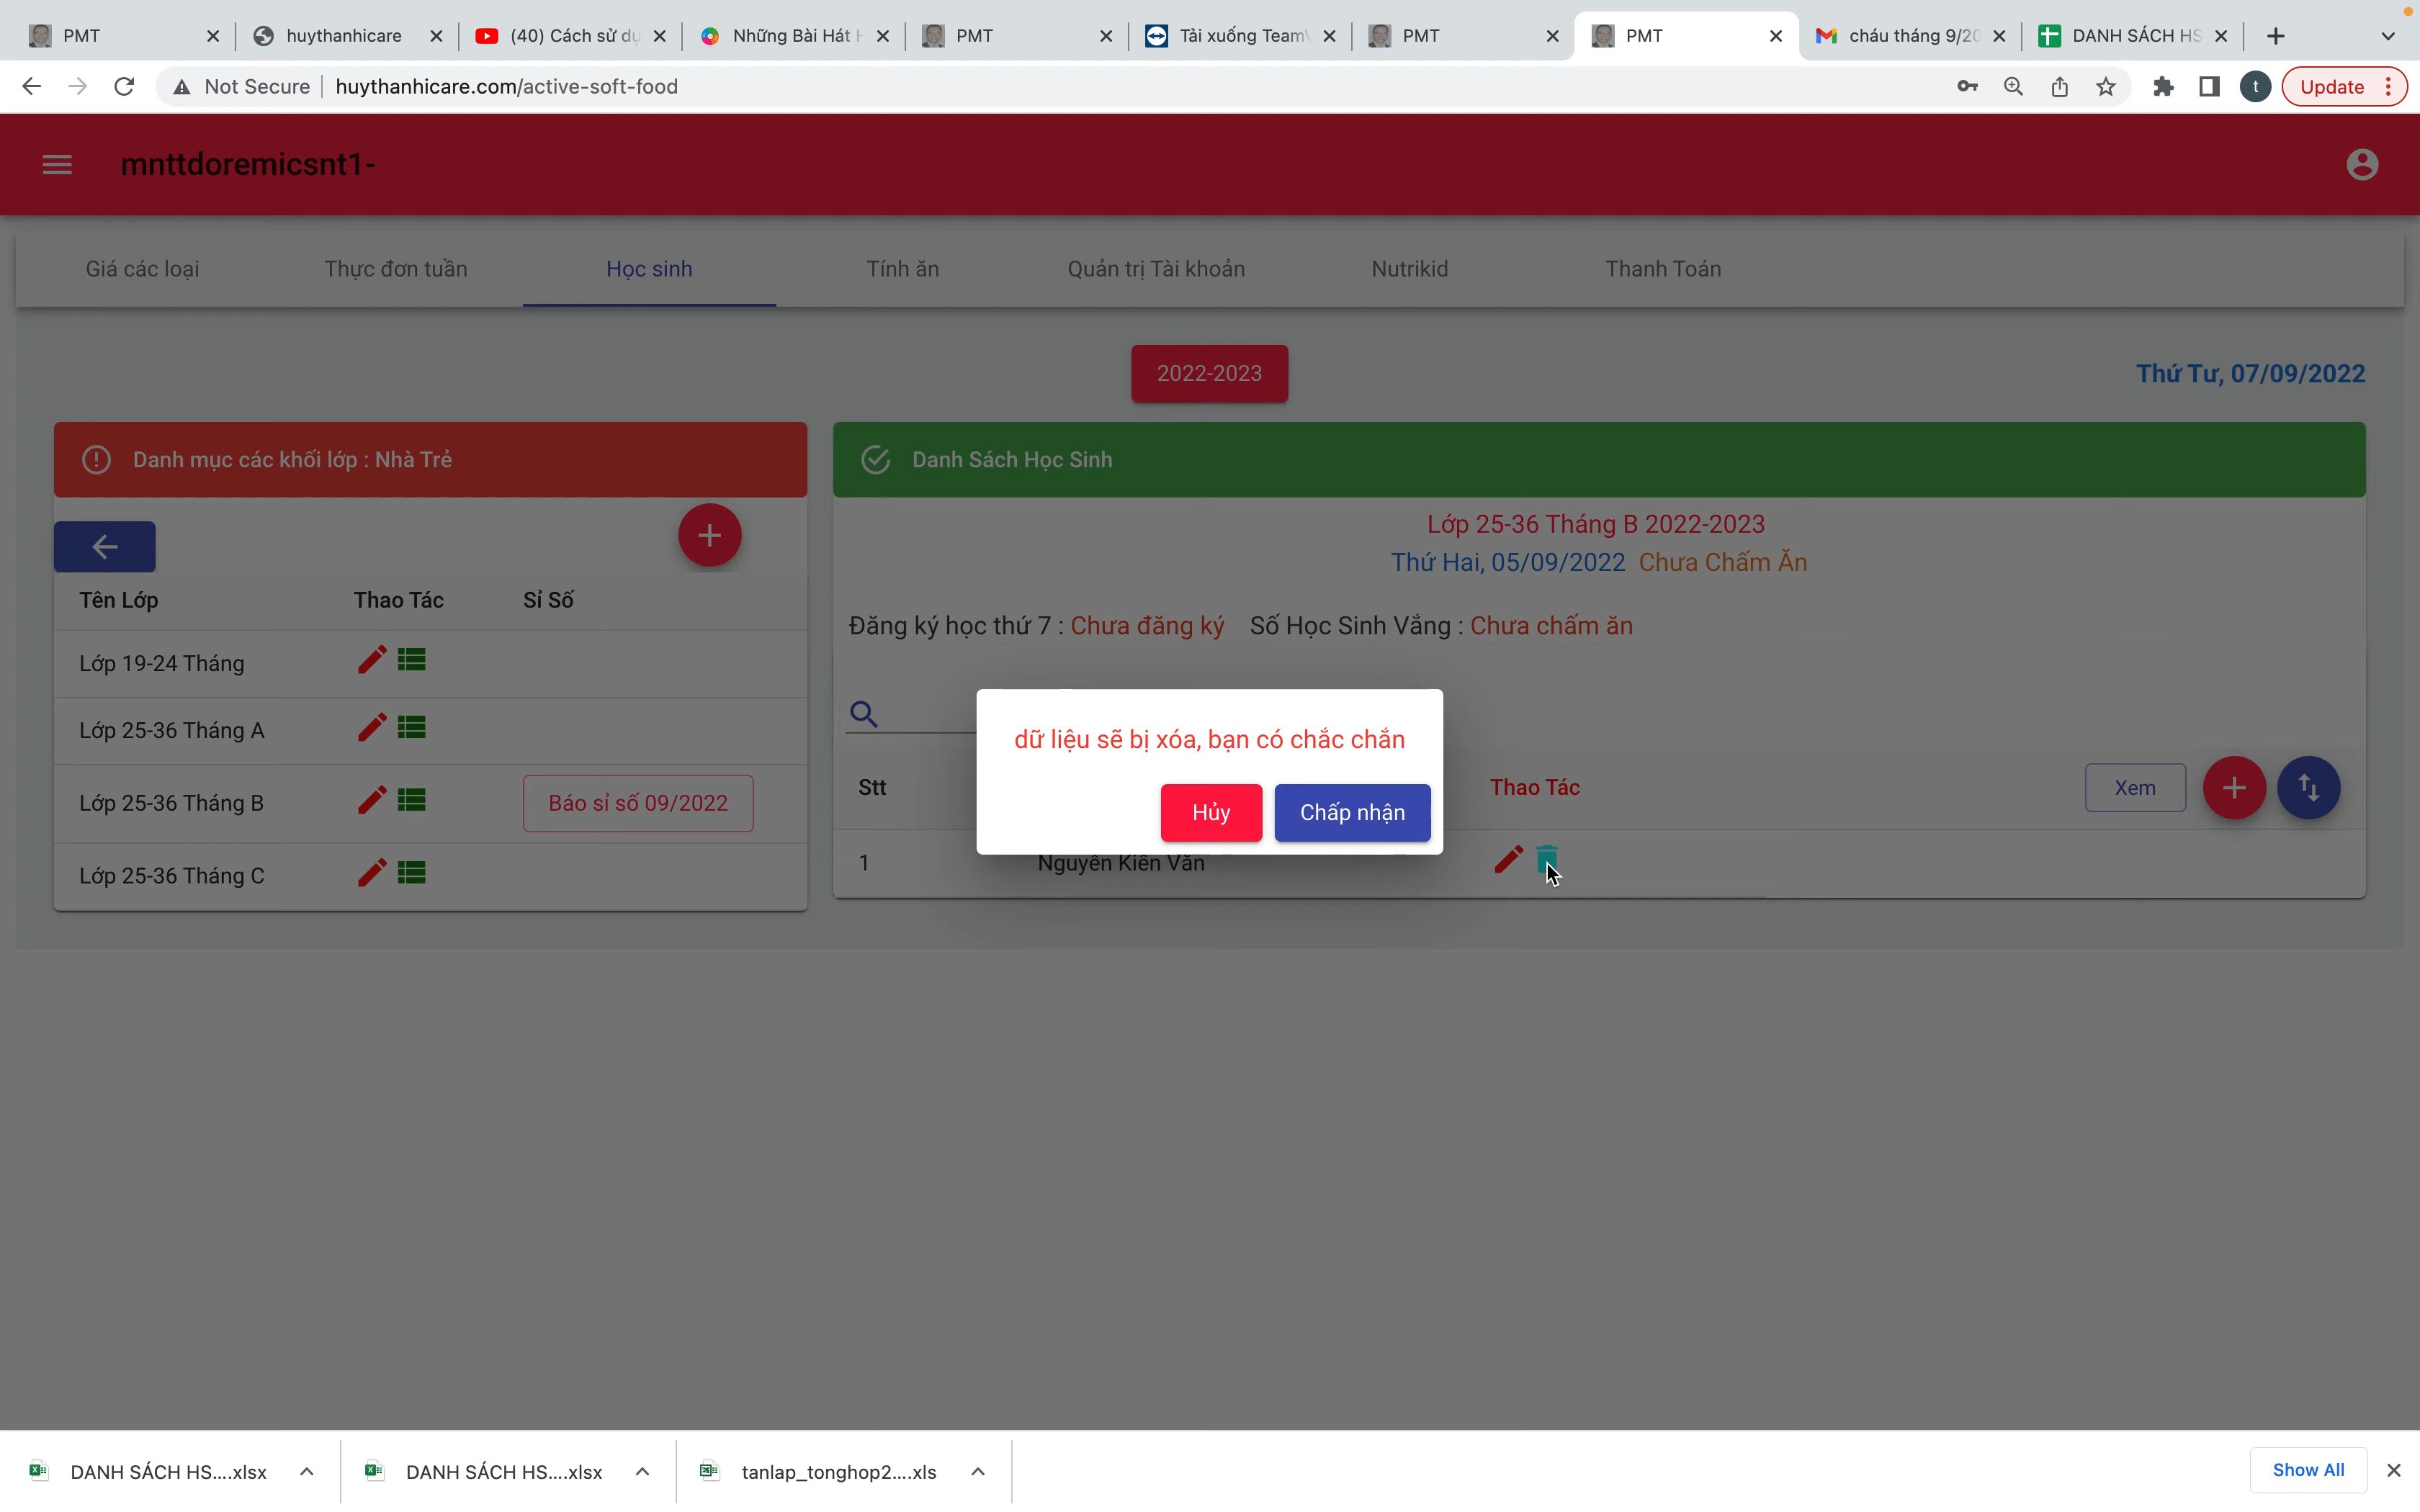 PMT
huythanhicare
(40) Cách sử dụ
Những Bài Hát H
PMT
Tải xuống TeamV
PMT
PMT
cháu tháng 9/20
DANH SÁCH HS
Not Secure
huythanhicare.com/active-soft-food
t
Update
mnttdoremicsnt1-
Giá các loại
Thực đơn tuần
Học sinh
Tính ăn
Quản trị Tài khoản
Nutrikid
Thanh Toán
2022-2023
Thứ Tư, 07/09/2022
Danh mục các khối lớp : Nhà Trẻ
Tên Lớp
Thao Tác
Sỉ Số
Lớp 19-24 Tháng
Lớp 25-36 Tháng A
Lớp 25-36 Tháng B
Báo sỉ số 09/2022
Lớp 25-36 Tháng C
Danh Sách Học Sinh
Lớp 25-36 Tháng B 2022-2023
Thứ Hai, 05/09/2022 Chưa Chấm Ăn
Đăng ký học thứ 7 : Chưa đăng ký Số Học Sinh Vắng : Chưa chấm ăn
dữ liệu sẽ bị xóa, bạn có chắc chắn
Hủy
Chấp nhận
Stt
Thao Tác
Xem
1
Nguyễn Kiến Văn
DANH SÁCH HS....xlsx
DANH SÁCH HS....xlsx
tanlap_tonghop2....xls
Show All